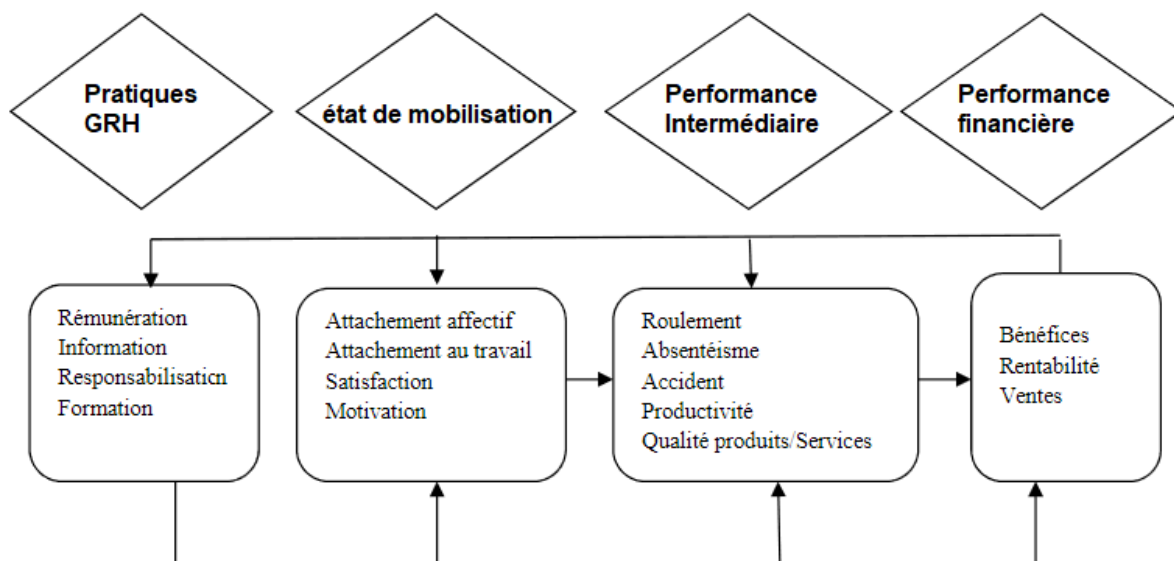 Pratiques
GRH
état de mobilisation
Performance
Intermédiaire
Performance
financière
Rémunération
Information
Responsabilisaticn
Formation
Attachement affectif
Attachement au travail
Satisfaction
Motivation
Roulement
Absentéisme
Accident
Productivité
Qualité produits/Services
Bénéfices
Rentabilité
Ventes